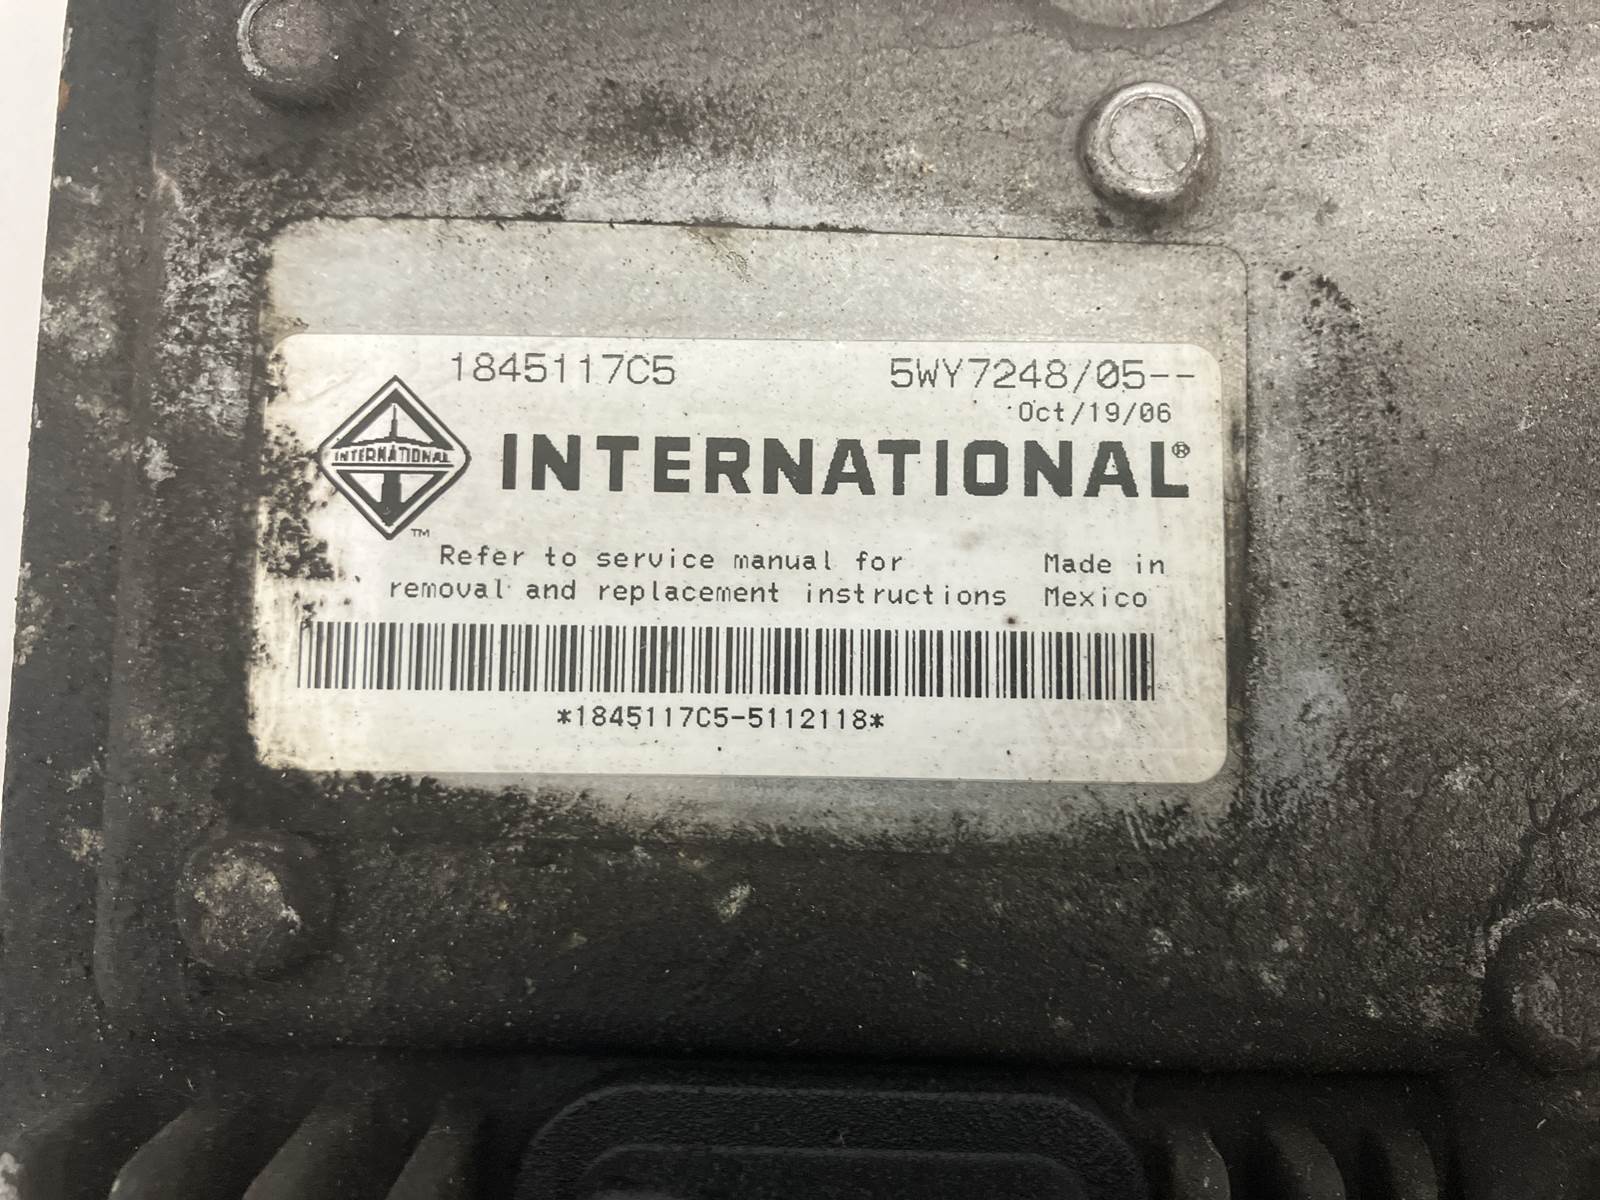 1845117C5 5WY7248/05--
Oct/19/06
INTERNATIONAL
™
INTERNATIONAL®
Refer to service manual for Made in
removal and replacement instructions Mexico
*1845117C5-5112118*